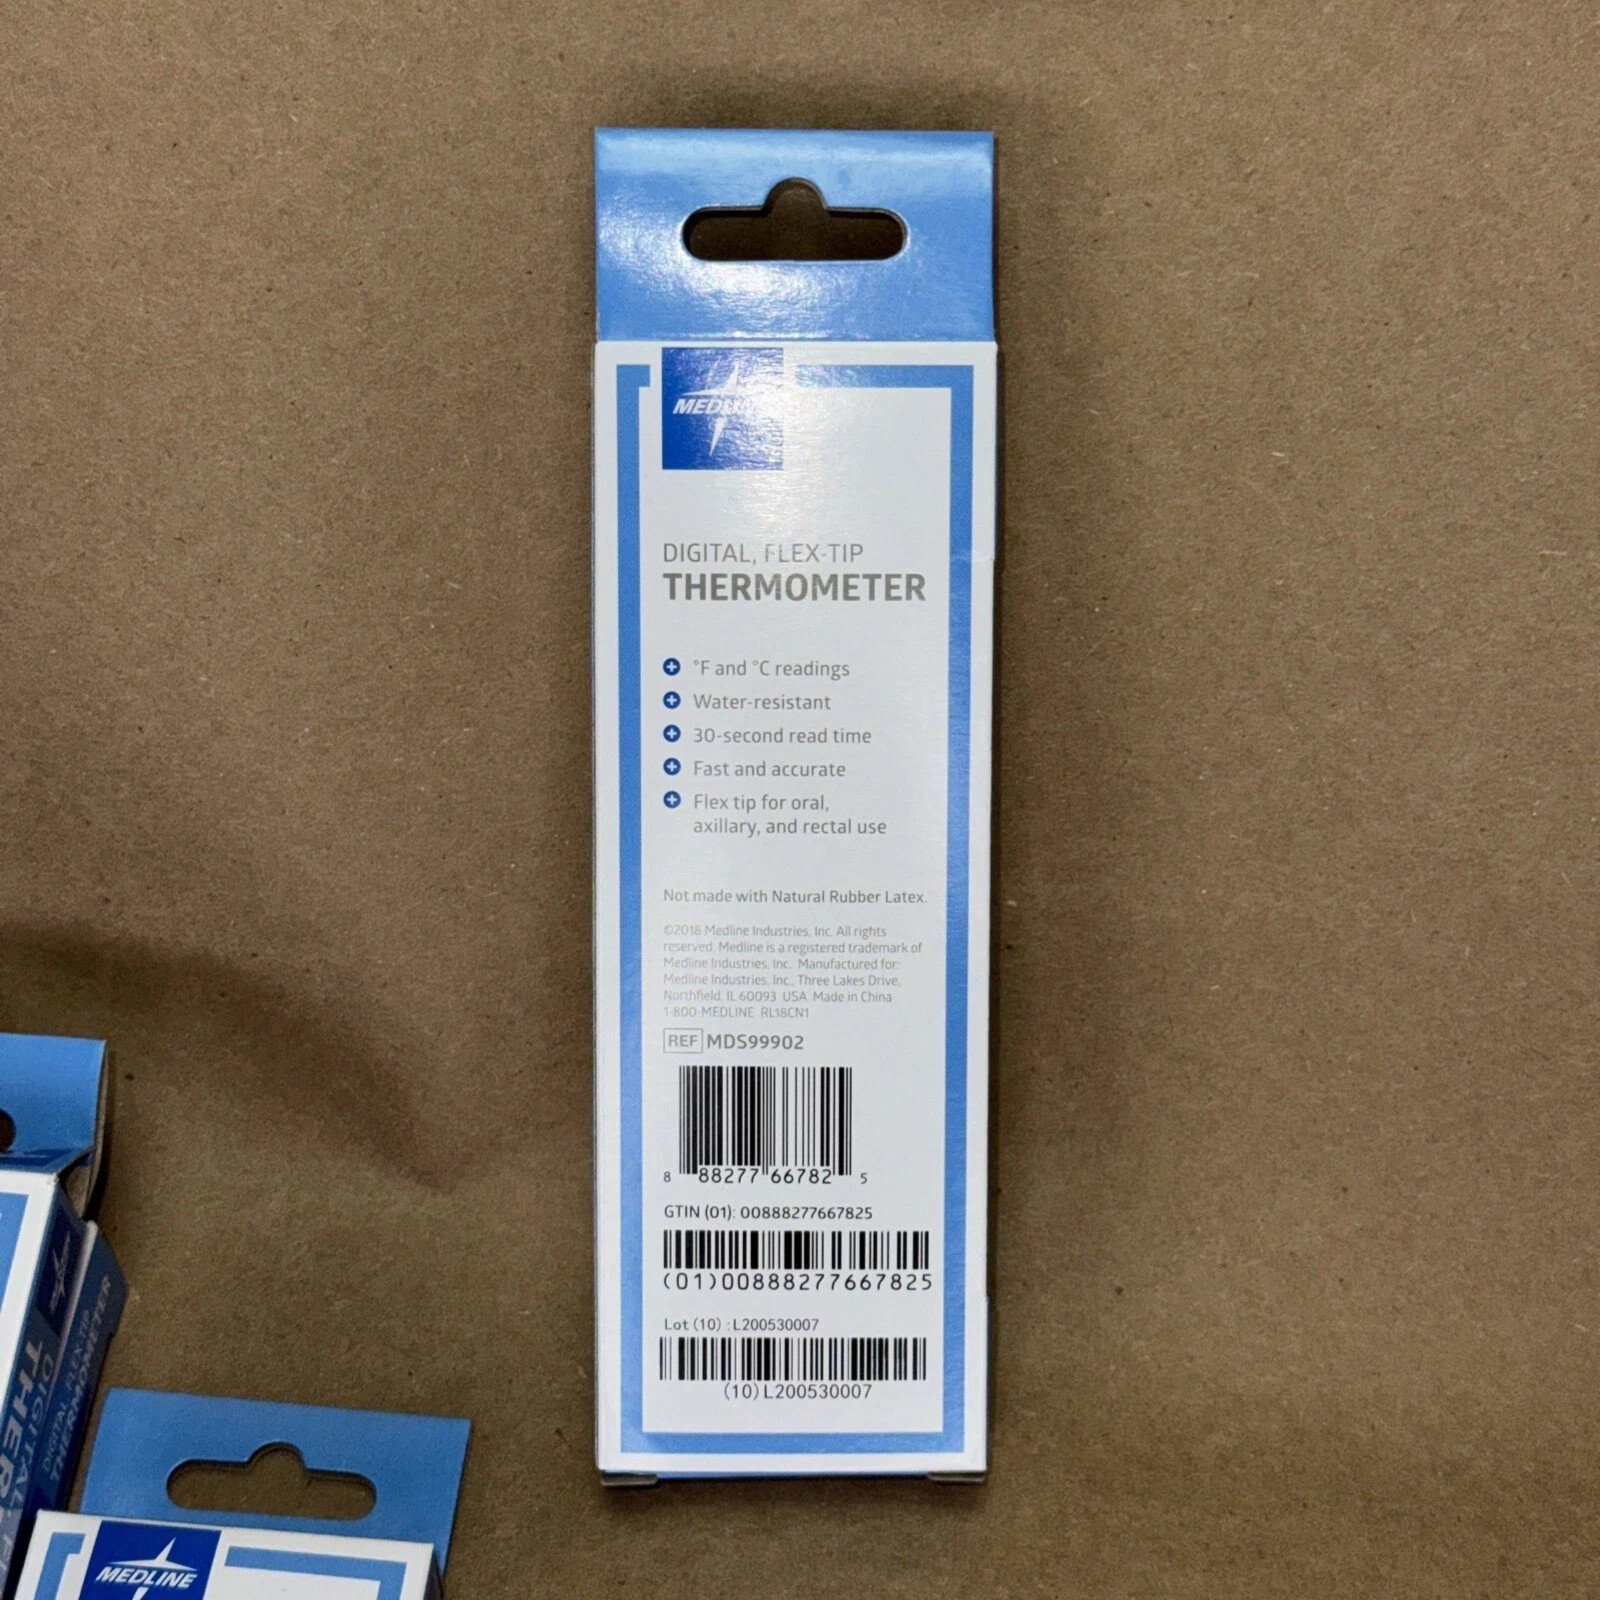 MEDLINE
DIGITAL, FLEX-TIP
THERMOMETER
°F and °C readings
Water-resistant
30-second read time
Fast and accurate
Flex tip for oral,
axillary, and rectal use
Not made with Natural Rubber Latex.
©2018 Medline Industries, Inc. All rights
reserved. Medline is a registered trademark of
Medline Industries, Inc. Manufactured for:
Medline Industries, Inc., Three Lakes Drive,
Northfield, IL 60093 USA Made in China
1-800-MEDLINE RL18CN1
REF MDS99902
8 88277 66782 5
GTIN (01): 00888277667825
(01)00888277667825
Lot (10) :L200530007
(10)L200530007
DIGITAL, FLEX-TIP
THERMOMETER
MEDLINE